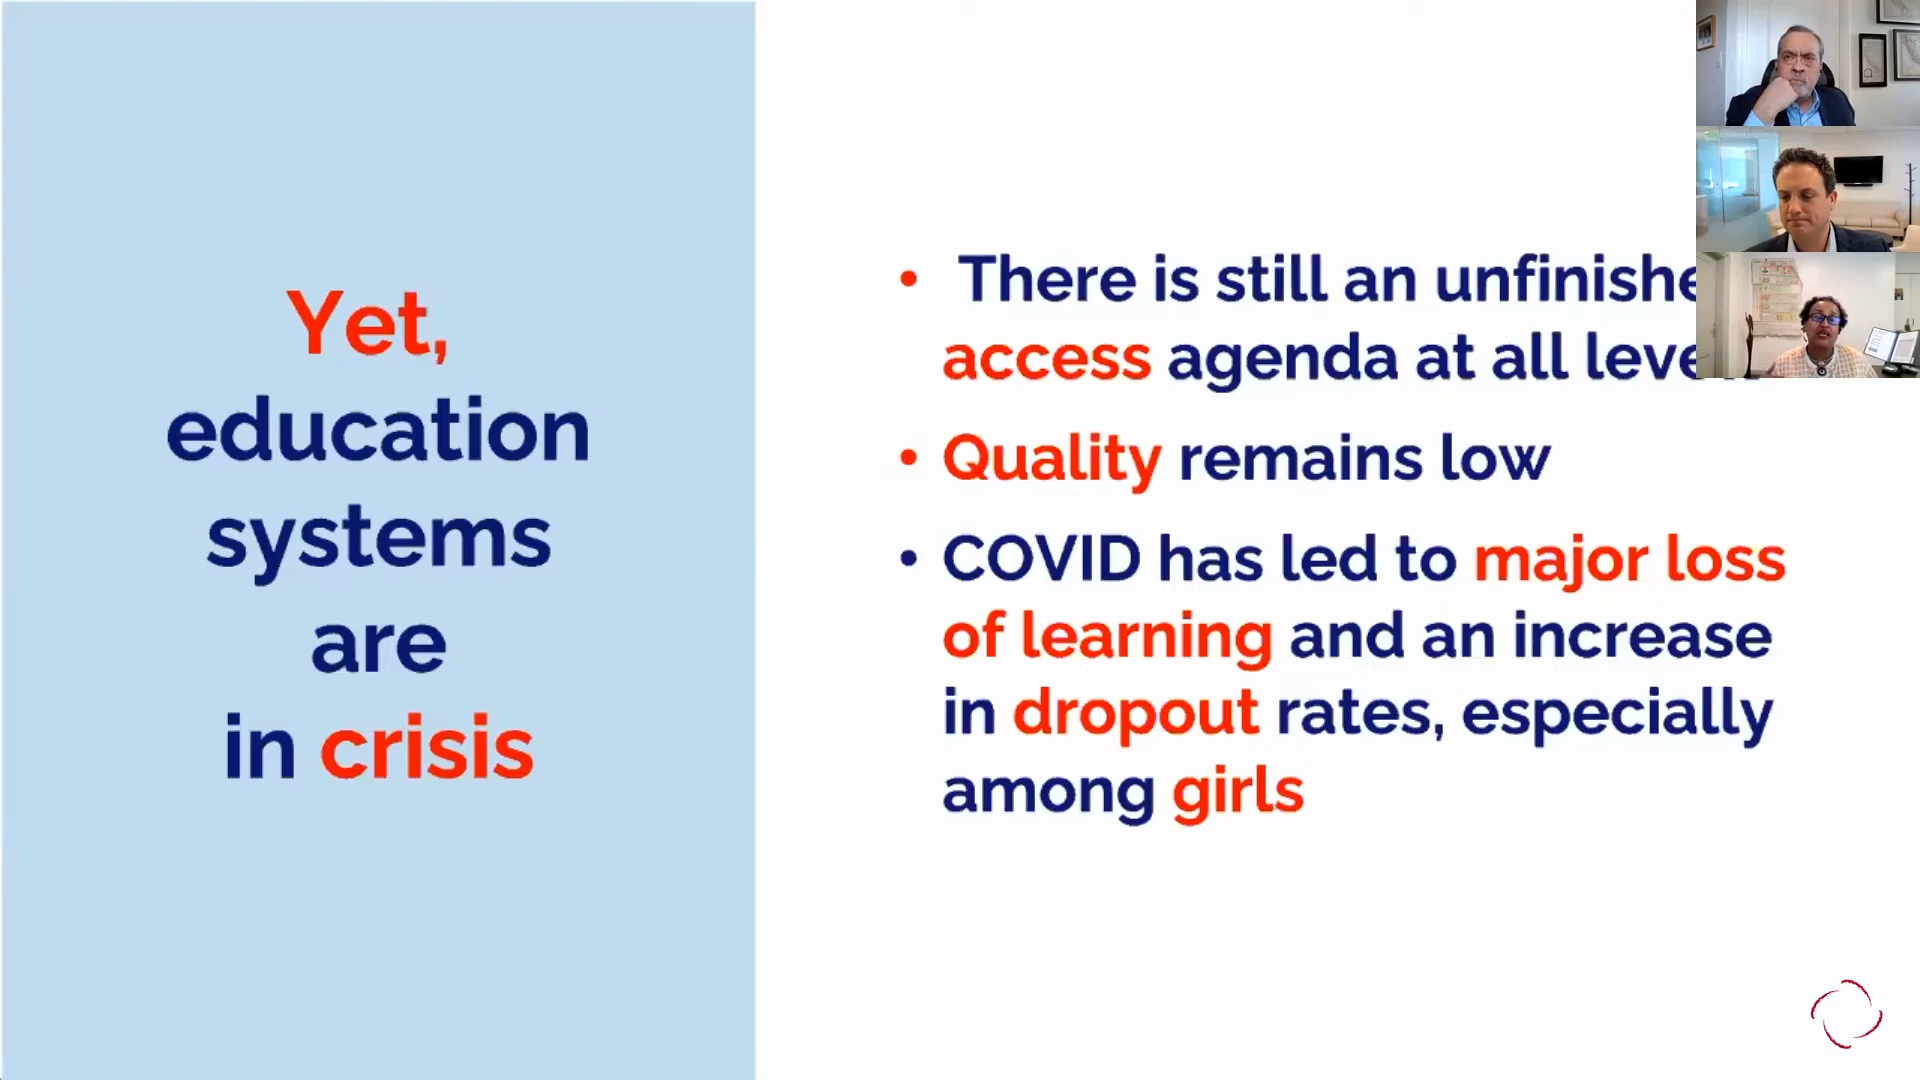 Yet,
education
systems
are
in crisis
• There is still an unfinishe
access agenda at all leve
• Quality remains low
• COVID has led to major loss
of learning and an increase
in dropout rates, especially
among girls